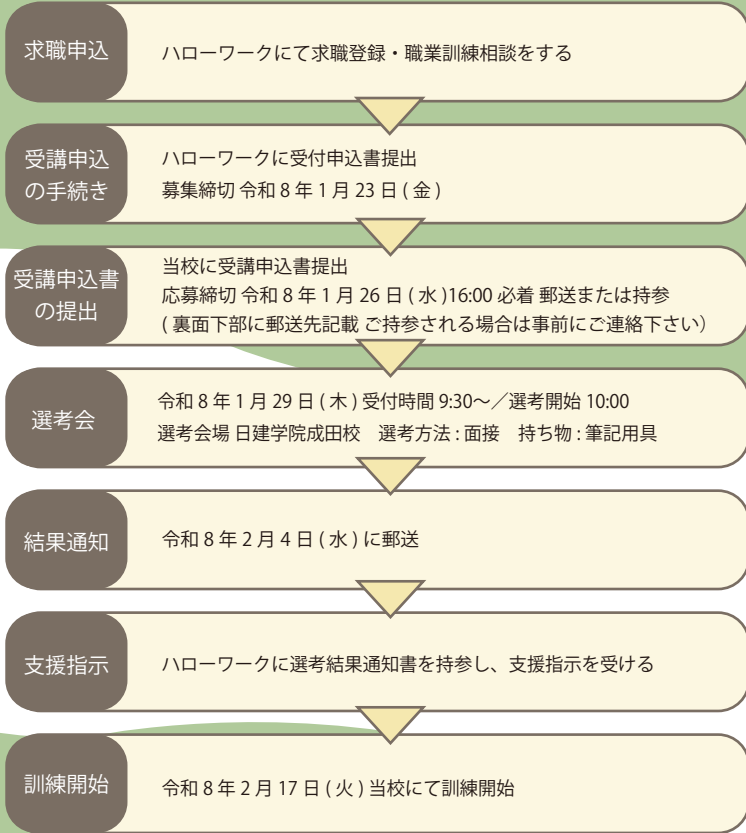 求職申込
ハローワークにて求職登録・職業訓練相談をする
受講申込
の手続き
ハローワークに受付申込書提出
募集締切 令和 8 年 1 月 23 日 ( 金 )
受講申込書
の提出
当校に受講申込書提出
応募締切 令和 8 年 1 月 26 日 ( 水 )16:00 必着 郵送または持参
( 裏面下部に郵送先記載 ご持参される場合は事前にご連絡下さい）
選考会
令和 8 年 1 月 29 日 ( 木 ) 受付時間 9:30～／選考開始 10:00
選考会場 日建学院成田校　選考方法 : 面接　持ち物 : 筆記用具
結果通知
令和 8 年 2 月 4 日 ( 水 ) に郵送
支援指示
ハローワークに選考結果通知書を持参し、支援指示を受ける
訓練開始
令和 8 年 2 月 17 日 ( 火 ) 当校にて訓練開始